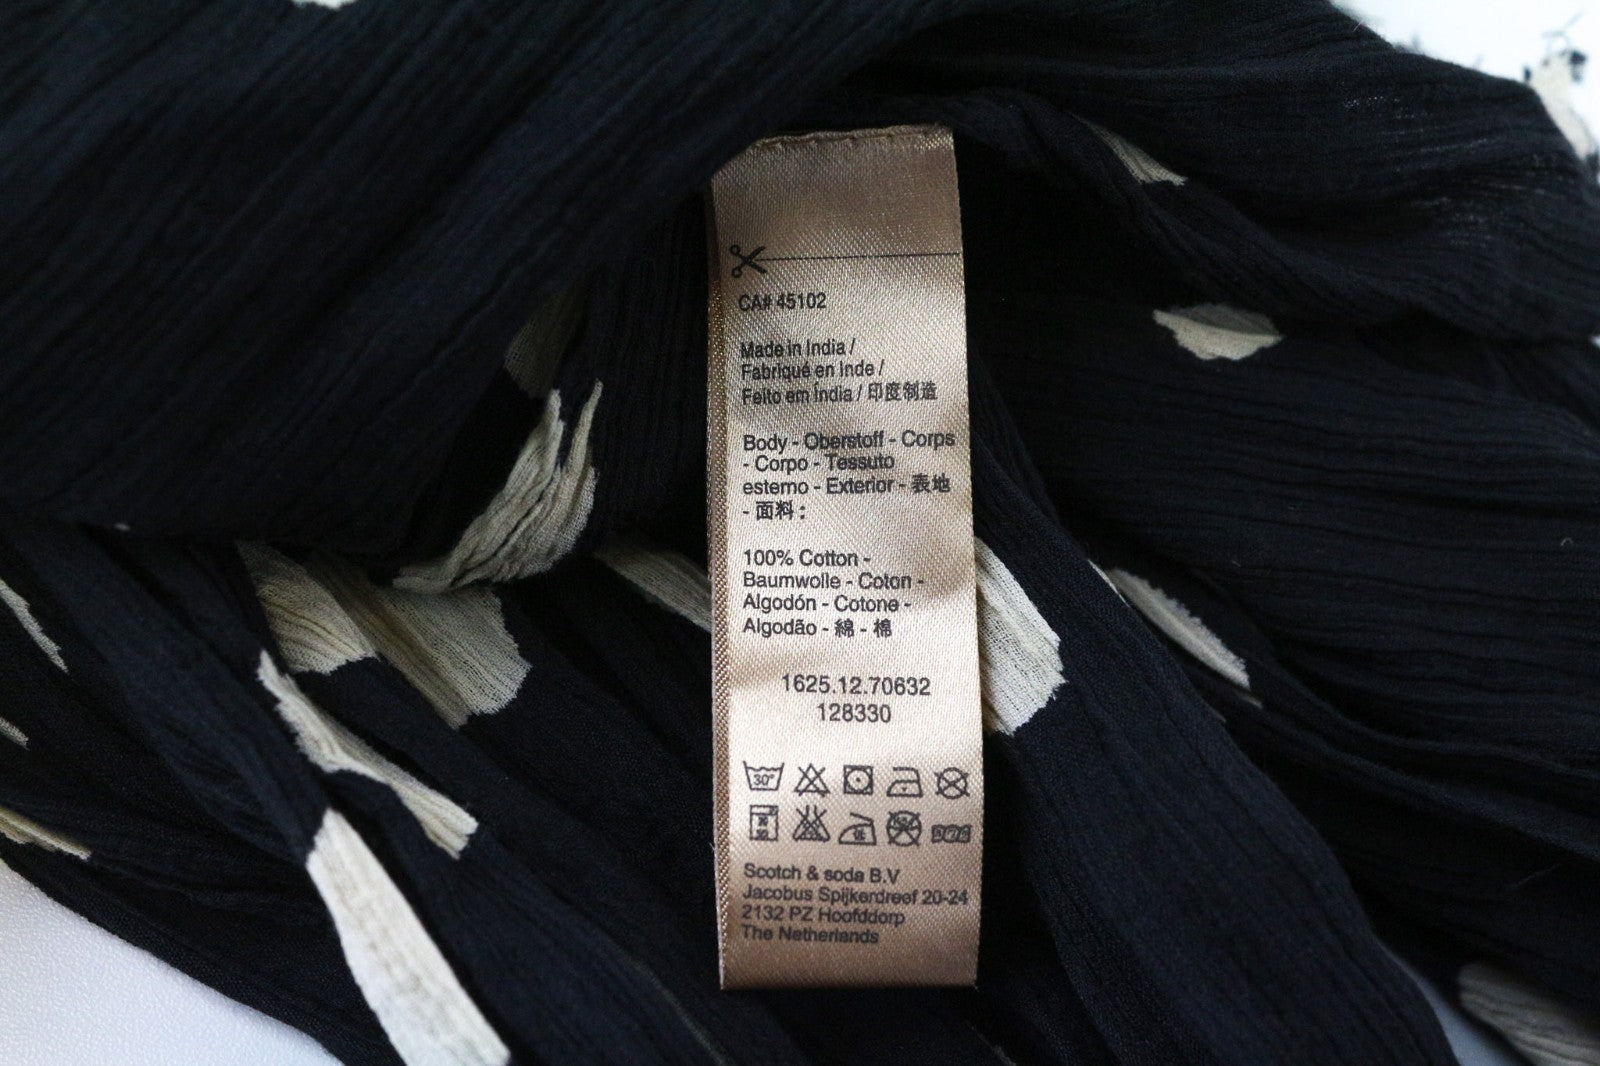 CA# 45102
Made in India /
Fabriqué en Inde /
Feito em Índia / 印度制造
Body - Oberstoff - Corps
- Corpo - Tessuto
esterno - Exterior - 表地
- 面料 :
100% Cotton -
Baumwolle - Coton -
Algodón - Cotone -
Algodão - 綿 - 棉
1625.12.70632
128330
30°
Scotch & soda B.V
Jacobus Spijkerdreef 20-24
2132 PZ Hoofddorp
The Netherlands